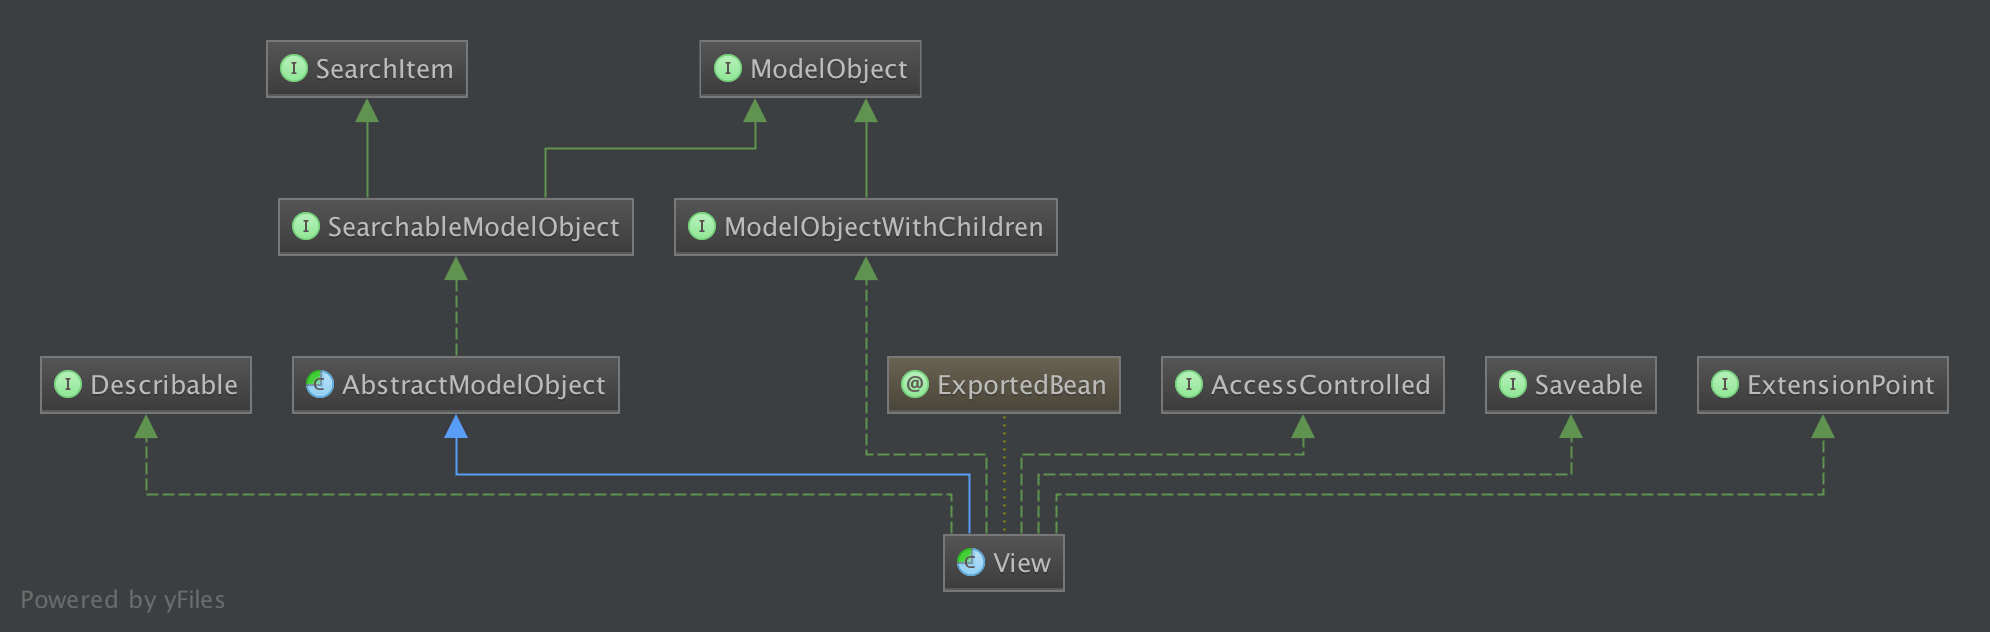 I SearchItem
I ModelObject
I SearchableModelObject
I ModelObjectWithChildren
I Describable
C AbstractModelObject
@ ExportedBean
I AccessControlled
I Saveable
I ExtensionPoint
C View
Powered by yFiles